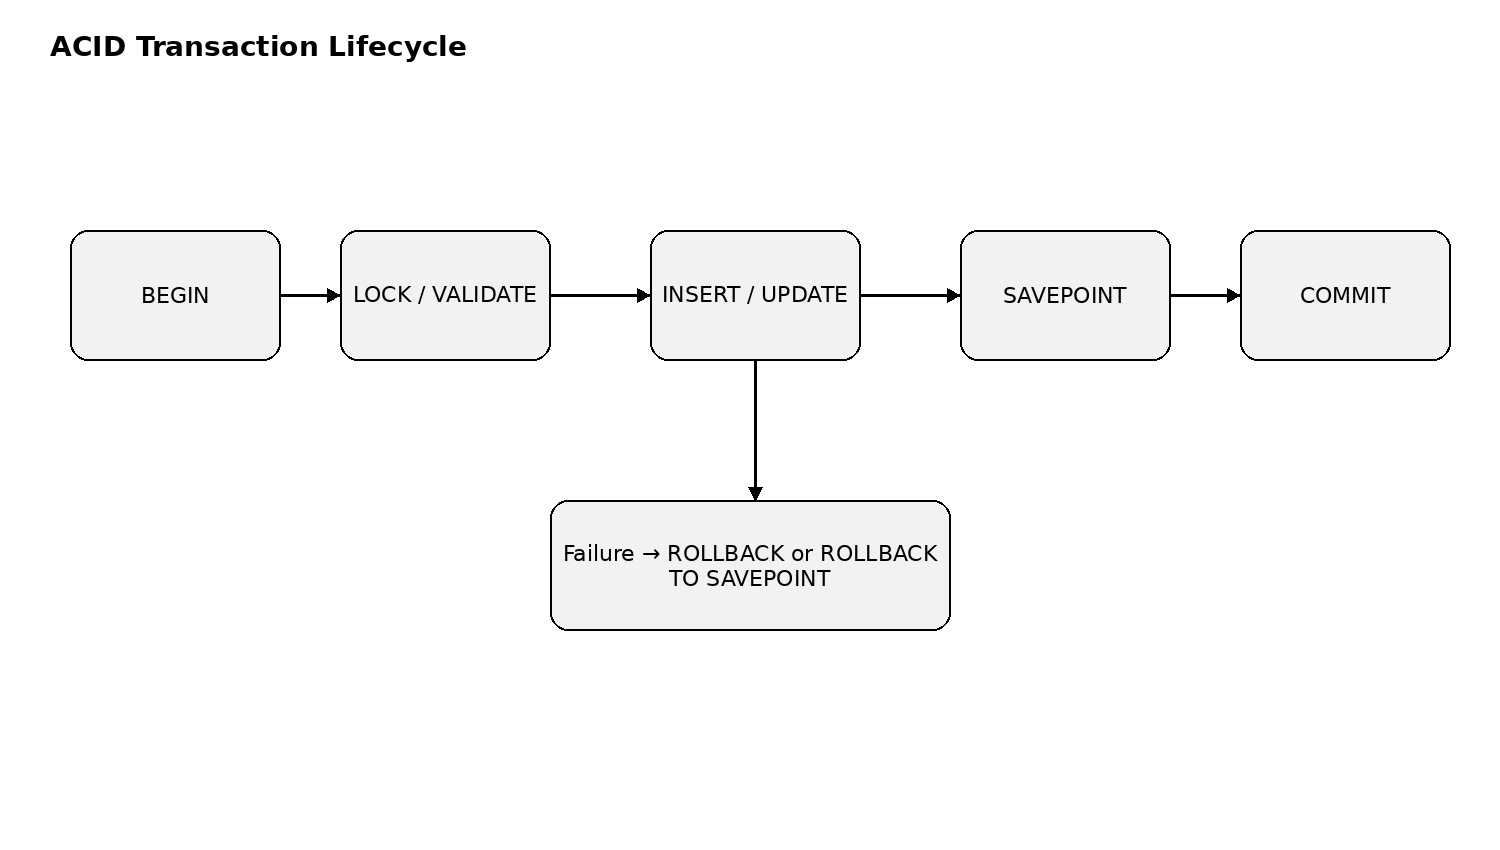 ACID Transaction Lifecycle
BEGIN
LOCK / VALIDATE
INSERT / UPDATE
SAVEPOINT
COMMIT
Failure → ROLLBACK or ROLLBACK
TO SAVEPOINT